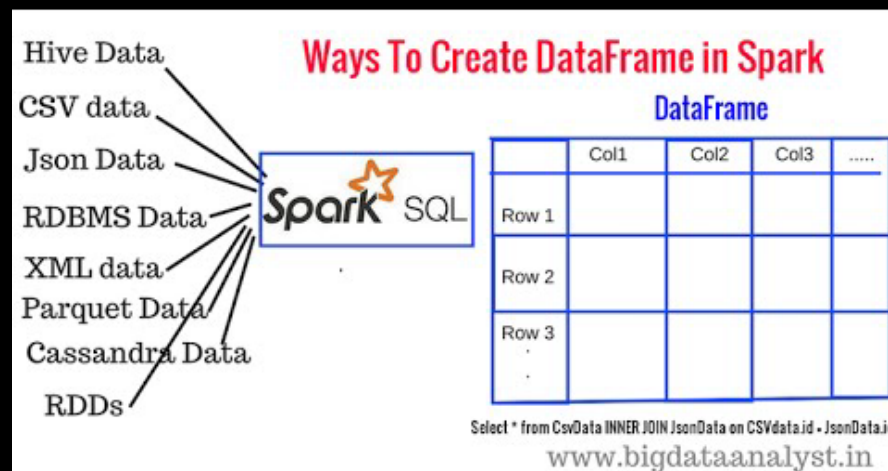 Ways To Create DataFrame in Spark
Hive Data
CSV data
Json Data
RDBMS Data
XML data
Parquet Data
Cassandra Data
RDDs
Spark SQL
DataFrame
Col1 Col2 Col3 .....
Row 1
Row 2
Row 3
.
.
Select * from CsvData INNER JOIN JsonData on CSVdata.id = JsonData.i
www.bigdataanalyst.in